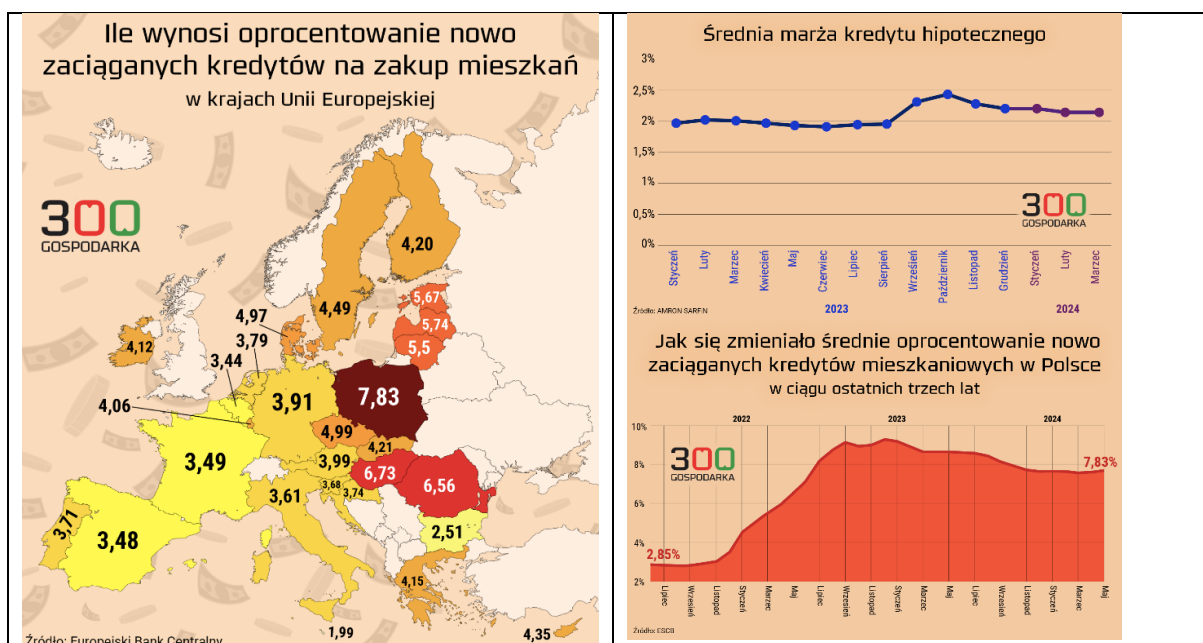 Ile wynosi oprocentowanie nowo
zaciąganych kredytów na zakup mieszkań
w krajach Unii Europejskiej
300
GOSPODARKA
4,20
4,49
5,67
5,74
5,5
4,97
3,79
3,44
4,12
4,06
3,91
7,83
4,99
4,21
3,99
3,49
6,73
6,56
3,68
3,74
3,61
2,51
3,71
3,48
4,15
1,99
4,35
Źródło: Europejski Bank Centralny
Średnia marża kredytu hipotecznego
3%
2,5%
2%
1,5%
1%
0,5%
0%
300
GOSPODARKA
Styczeń
Luty
Marzec
Kwiecień
Maj
Czerwiec
Lipiec
Sierpień
Wrzesień
Październik
Listopad
Grudzień
Styczeń
Luty
Marzec
2023
2024
Źródło: AMRON SARFiN
Jak się zmieniało średnie oprocentowanie nowo
zaciąganych kredytów mieszkaniowych w Polsce
w ciągu ostatnich trzech lat
2022
2023
2024
10%
8%
6%
4%
2%
300
GOSPODARKA
7,83%
2,85%
Lipiec
Wrzesień
Listopad
Styczeń
Marzec
Maj
Lipiec
Wrzesień
Listopad
Styczeń
Marzec
Maj
Lipiec
Wrzesień
Listopad
Styczeń
Marzec
Maj
Źródło: ESCB